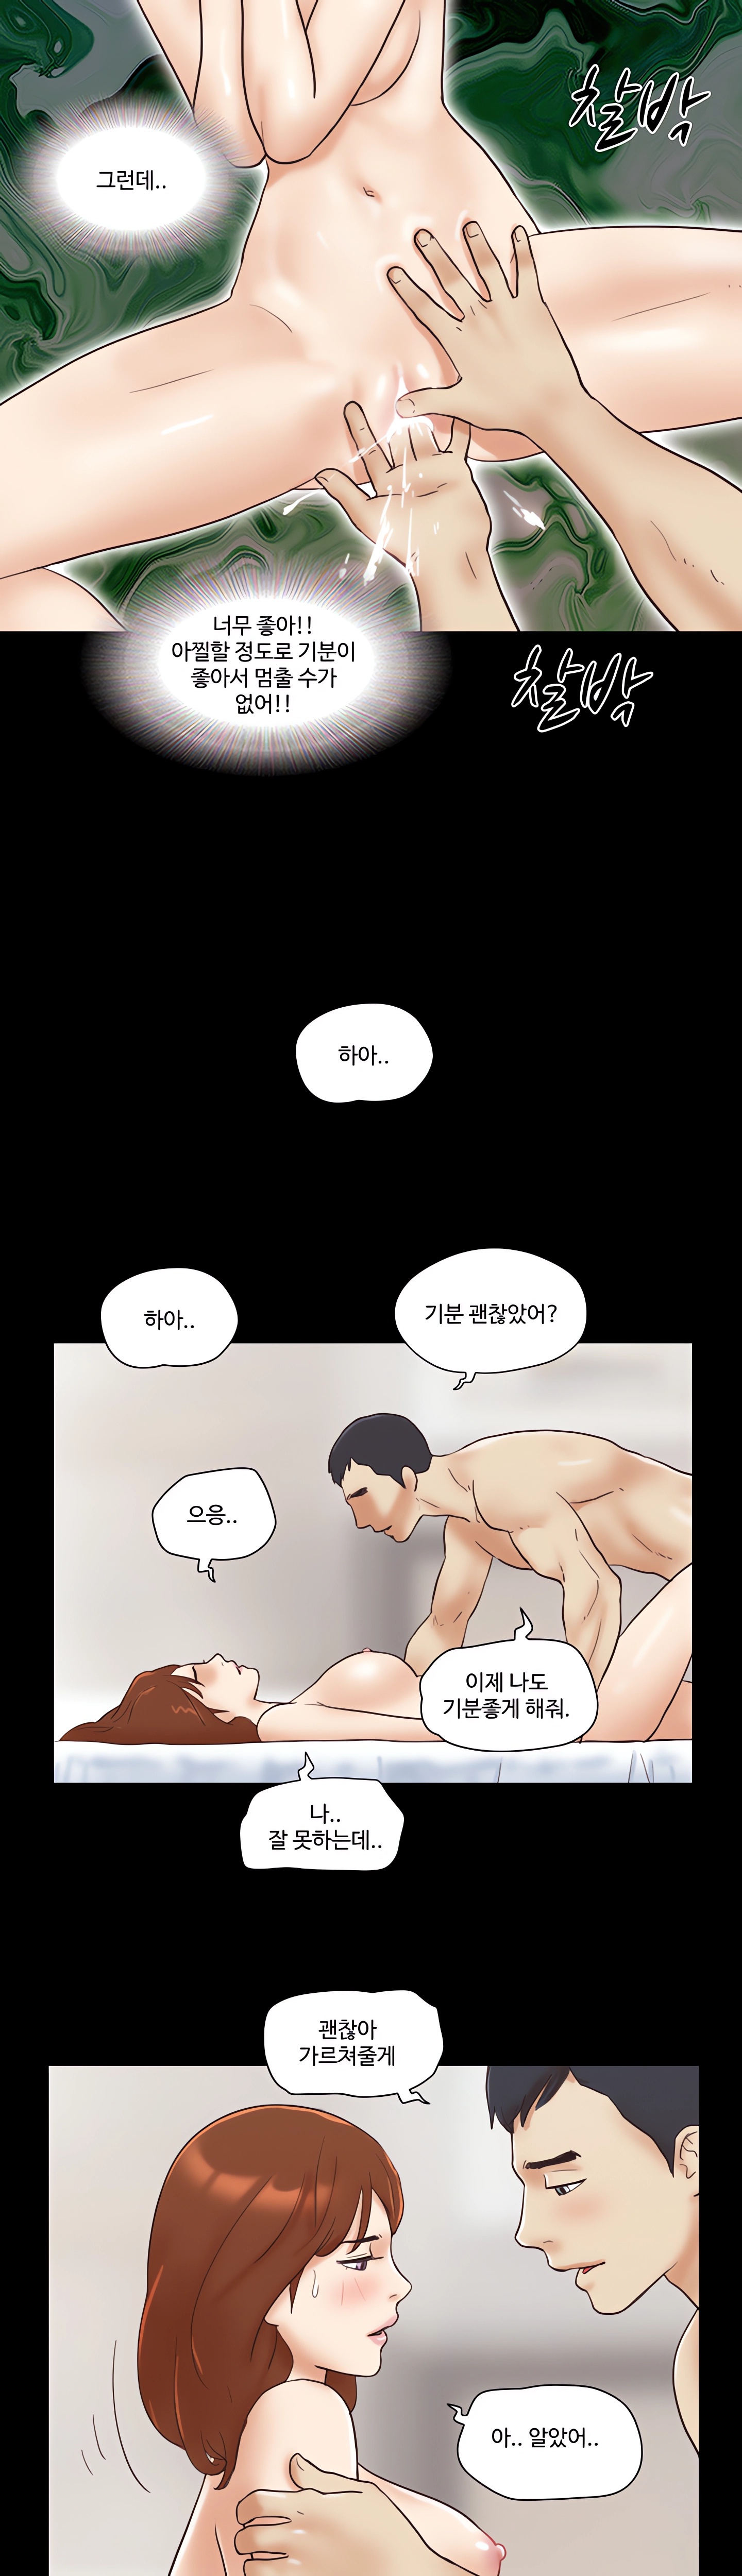 찰박
그런데..
너무 좋아!!
아찔할 정도로 기분이
좋아서 멈출 수가
없어!!
찰박
하아..
하아..
기분 괜찮았어?
으응..
이제 나도
기분좋게 해줘.
나..
잘 못하는데..
괜찮아
가르쳐줄게
아.. 알았어..